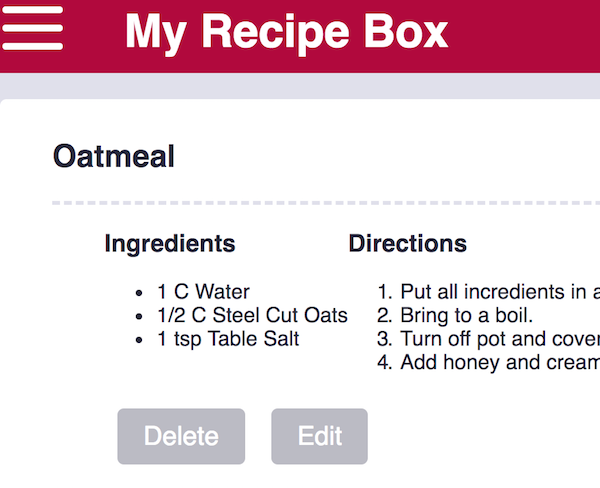 My Recipe Box
Oatmeal
Ingredients
• 1 C Water
• 1/2 C Steel Cut Oats
• 1 tsp Table Salt
Directions
1. Put all incredients in a
2. Bring to a boil.
3. Turn off pot and cover
4. Add honey and cream
Delete
Edit